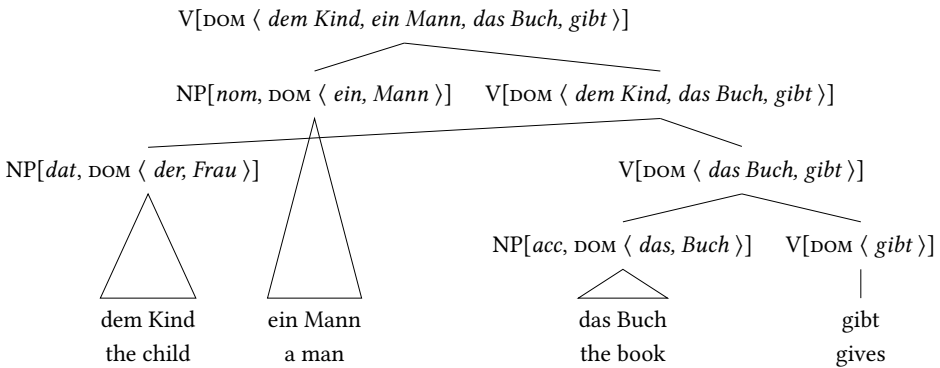 V[DOM ⟨ dem Kind, ein Mann, das Buch, gibt ⟩]
NP[nom, DOM ⟨ ein, Mann ⟩] V[DOM ⟨ dem Kind, das Buch, gibt ⟩]
NP[dat, DOM ⟨ der, Frau ⟩] V[DOM ⟨ das Buch, gibt ⟩]
NP[acc, DOM ⟨ das, Buch ⟩] V[DOM ⟨ gibt ⟩]
dem Kind ein Mann das Buch gibt
the child a man the book gives